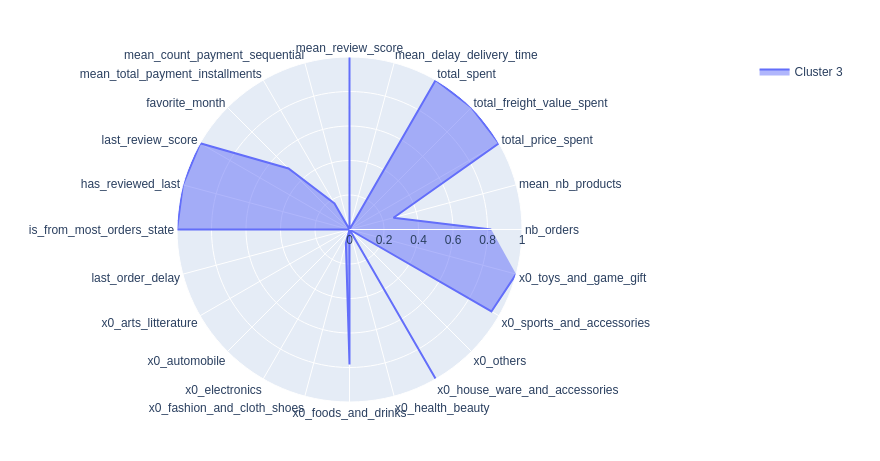 mean_review_score
mean_count_payment_sequential
mean_delay_delivery_time
mean_total_payment_installments
total_spent
Cluster 3
favorite_month
total_freight_value_spent
last_review_score
total_price_spent
has_reviewed_last
mean_nb_products
is_from_most_orders_state
nb_orders
0 0.2 0.4 0.6 0.8 1
last_order_delay
x0_toys_and_game_gift
x0_arts_litterature
x0_sports_and_accessories
x0_automobile
x0_others
x0_electronics
x0_house_ware_and_accessories
x0_fashion_and_cloth_shoes
x0_foods_and_drinks
x0_health_beauty